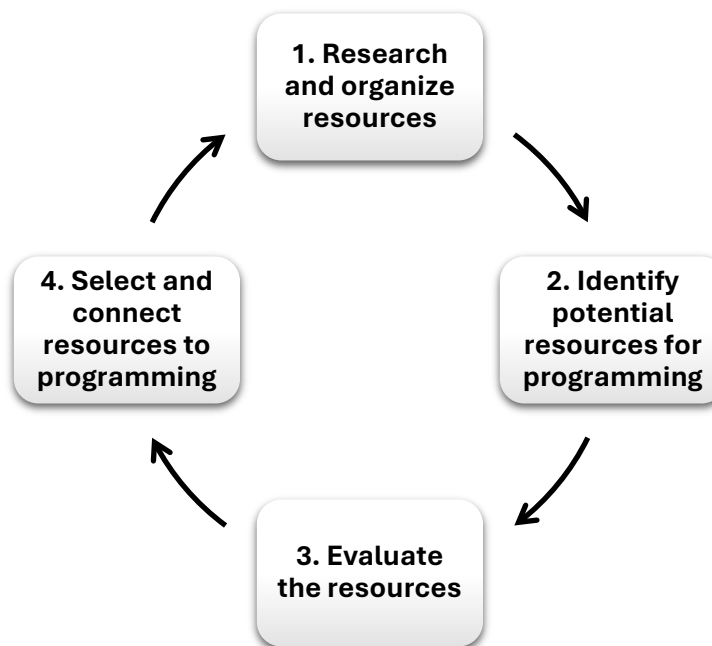 1. Research
and organize
resources
2. Identify
potential
resources for
programming
3. Evaluate
the resources
4. Select and
connect
resources to
programming